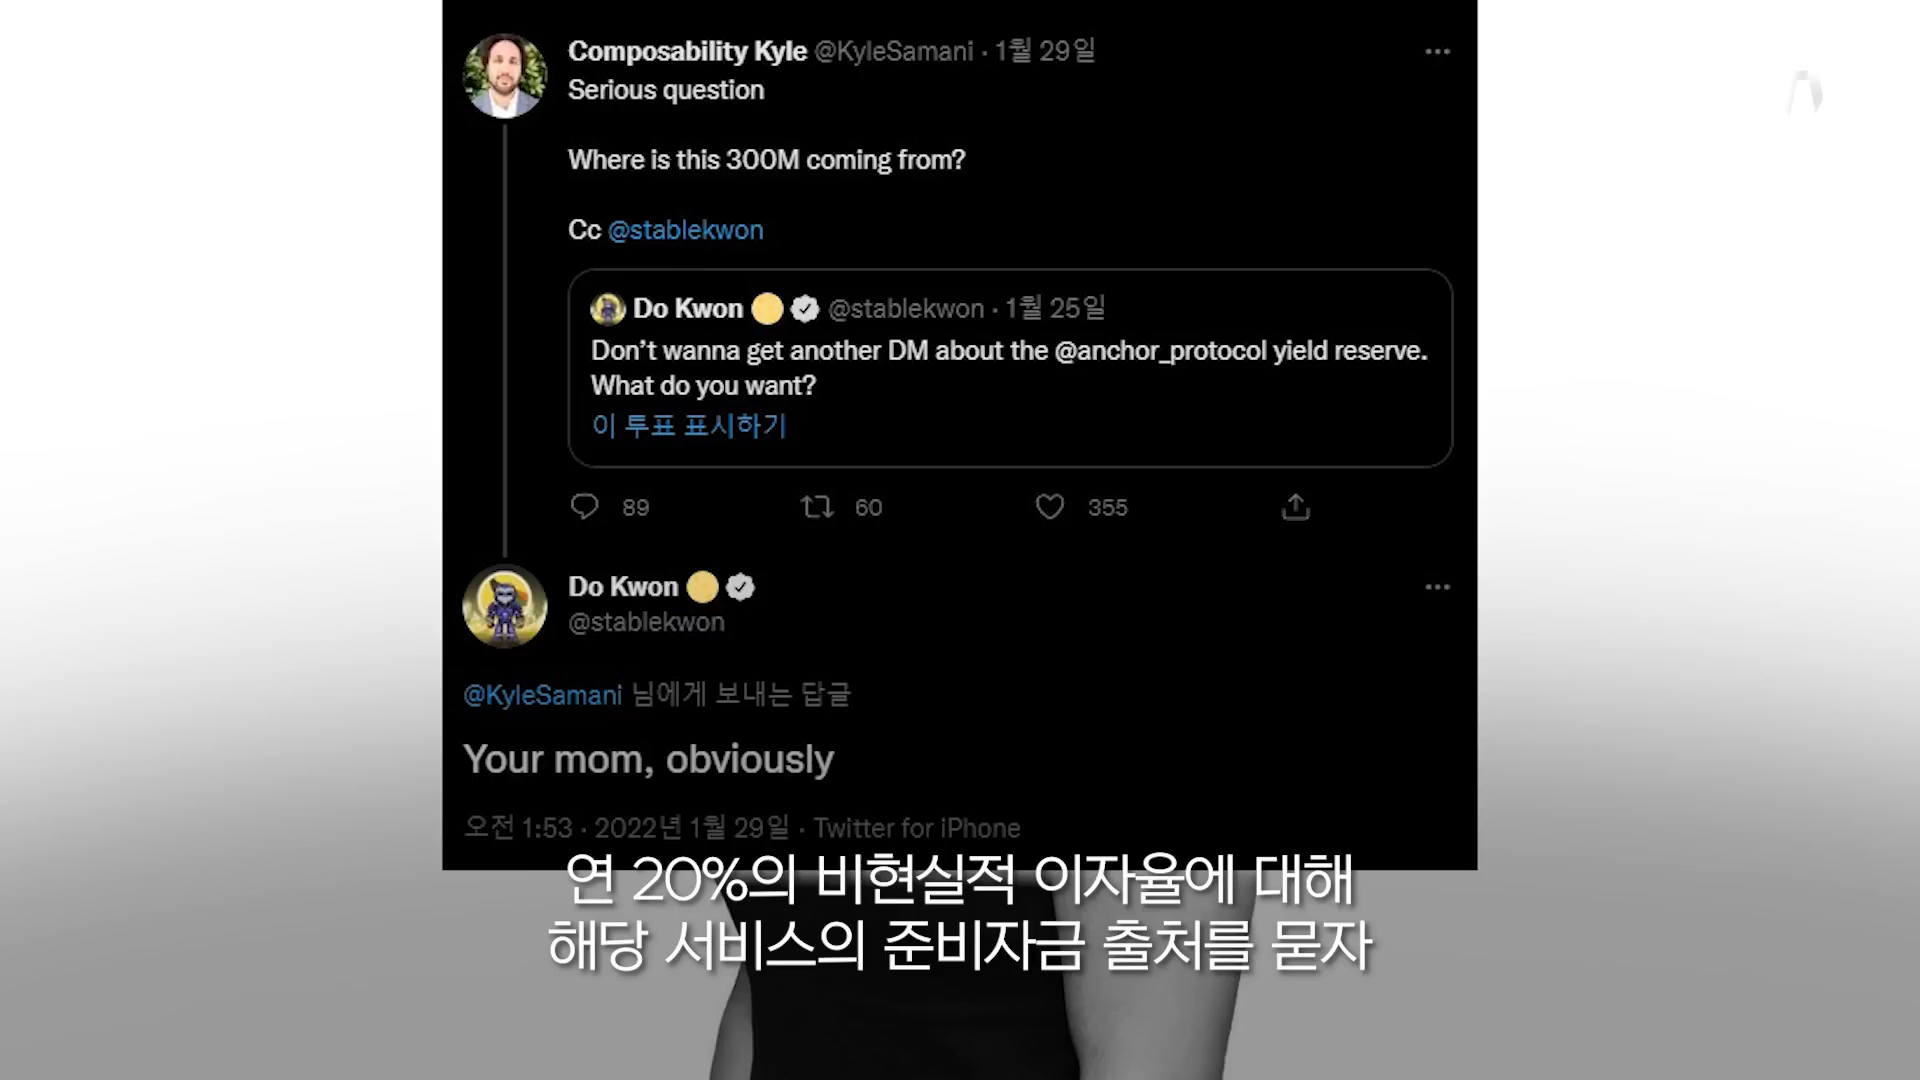 Composability Kyle @KyleSamani · 1월 29일
Serious question
Where is this 300M coming from?
Cc @stablekwon
Do Kwon @stablekwon · 1월 25일
Don’t wanna get another DM about the @anchor_protocol yield reserve.
What do you want?
이 투표 표시하기
89 60 355
Do Kwon
@stablekwon
@KyleSamani 님에게 보내는 답글
Your mom, obviously
오전 1:53 · 2022년 1월 29일 · Twitter for iPhone
연 20%의 비현실적 이자율에 대해
해당 서비스의 준비자금 출처를 묻자